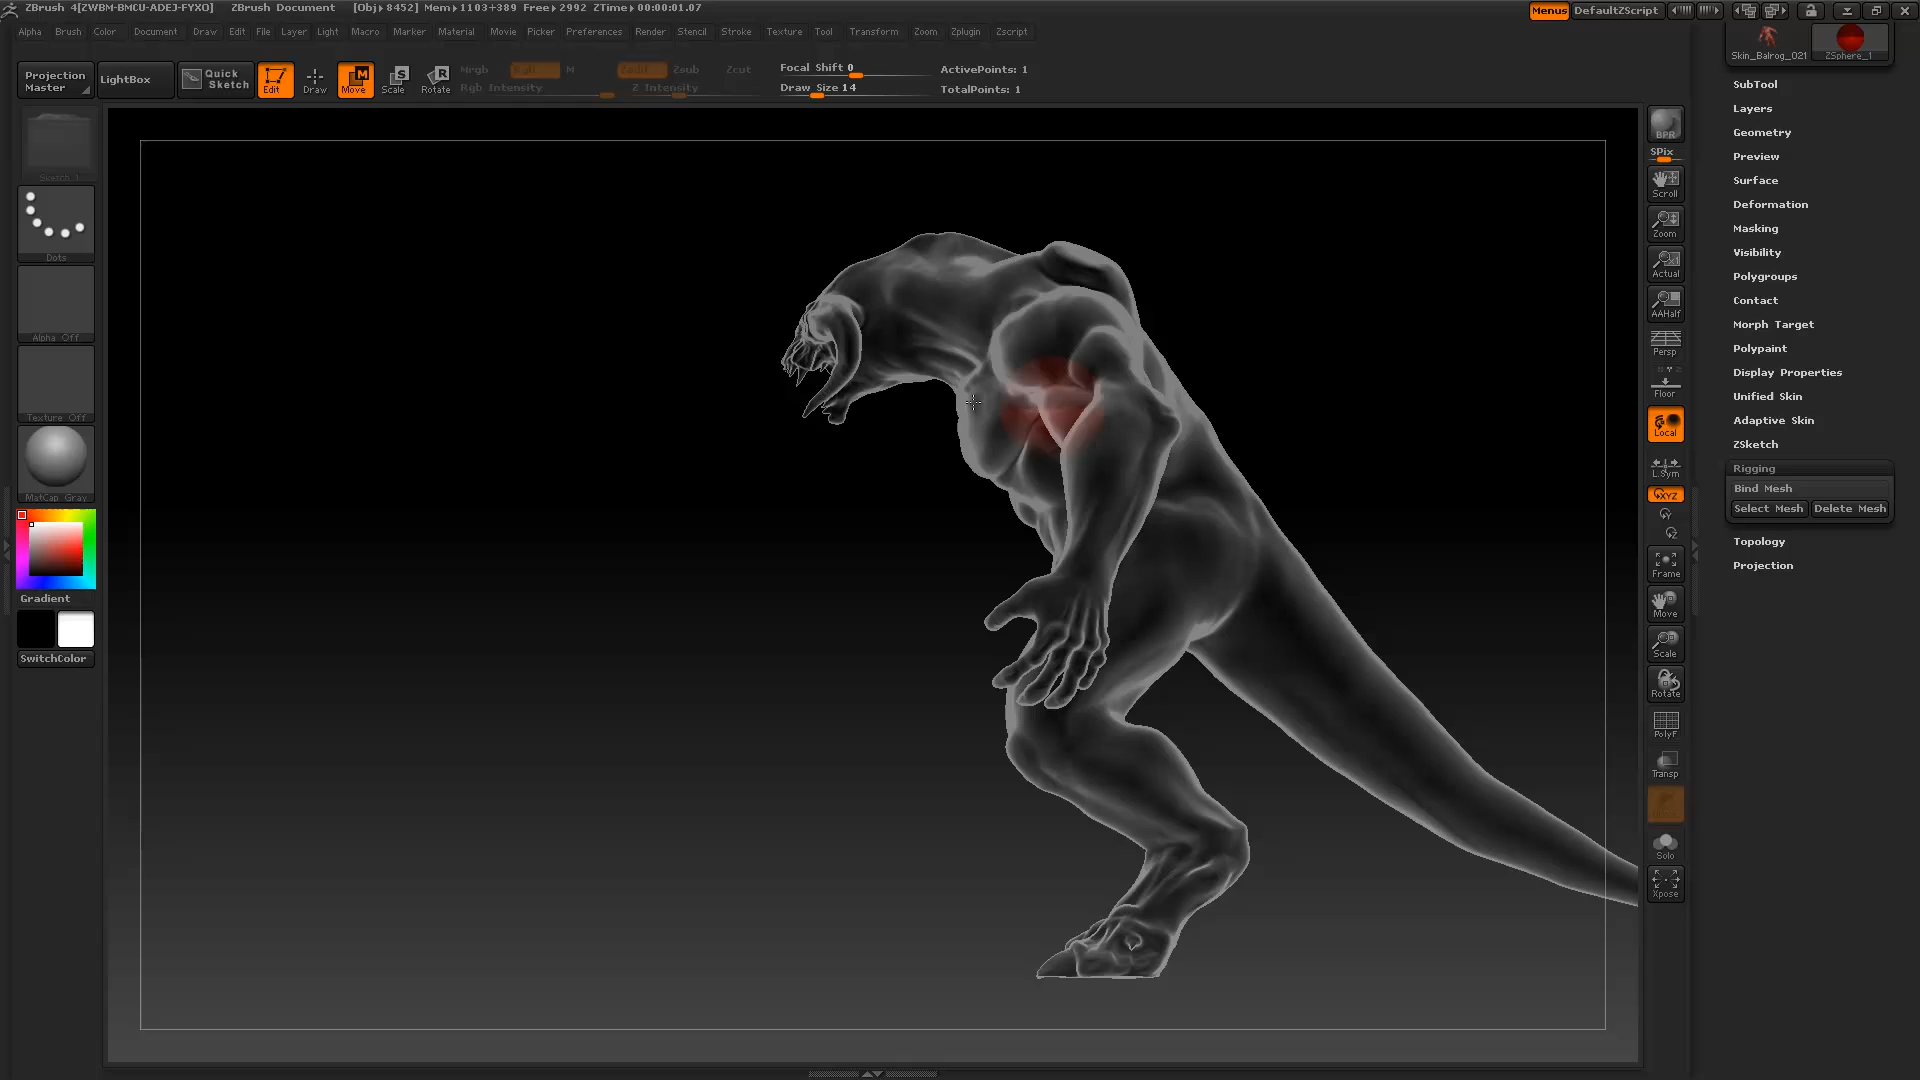 ZBrush 4[ZWBM-BMCU-ADEJ-FYXO] ZBrush Document [Obj▸8452] Mem▸1103+389 Free▸2992 ZTime▸00:00:01.07 Menus DefaultZScript
Alpha Brush Color Document Draw Edit File Layer Light Macro Marker Material Movie Picker Preferences Render Stencil Stroke Texture Tool Transform Zoom Zplugin Zscript
Skin_Balrog_021 ZSphere_1
Projection Master
LightBox
Quick Sketch
Edit
Draw
Move
Scale
Rotate
Mrgb Rgb M
Rgb Intensity
Zadd Zsub Zcut
Z Intensity
Focal Shift 0
Draw Size 14
ActivePoints: 1
TotalPoints: 1
Dots
Alpha Off
Texture Off
MatCap Gray
Gradient
SwitchColor
BPR
SPix
Scroll
Zoom
Actual
AAHalf
Persp
Floor
Local
L.Sym
XYZ
Y
Z
Frame
Move
Scale
Rotate
PolyF
Transp
Solo
Xpose
SubTool
Layers
Geometry
Preview
Surface
Deformation
Masking
Visibility
Polygroups
Contact
Morph Target
Polypaint
Display Properties
Unified Skin
Adaptive Skin
ZSketch
Rigging
Bind Mesh
Select Mesh Delete Mesh
Topology
Projection